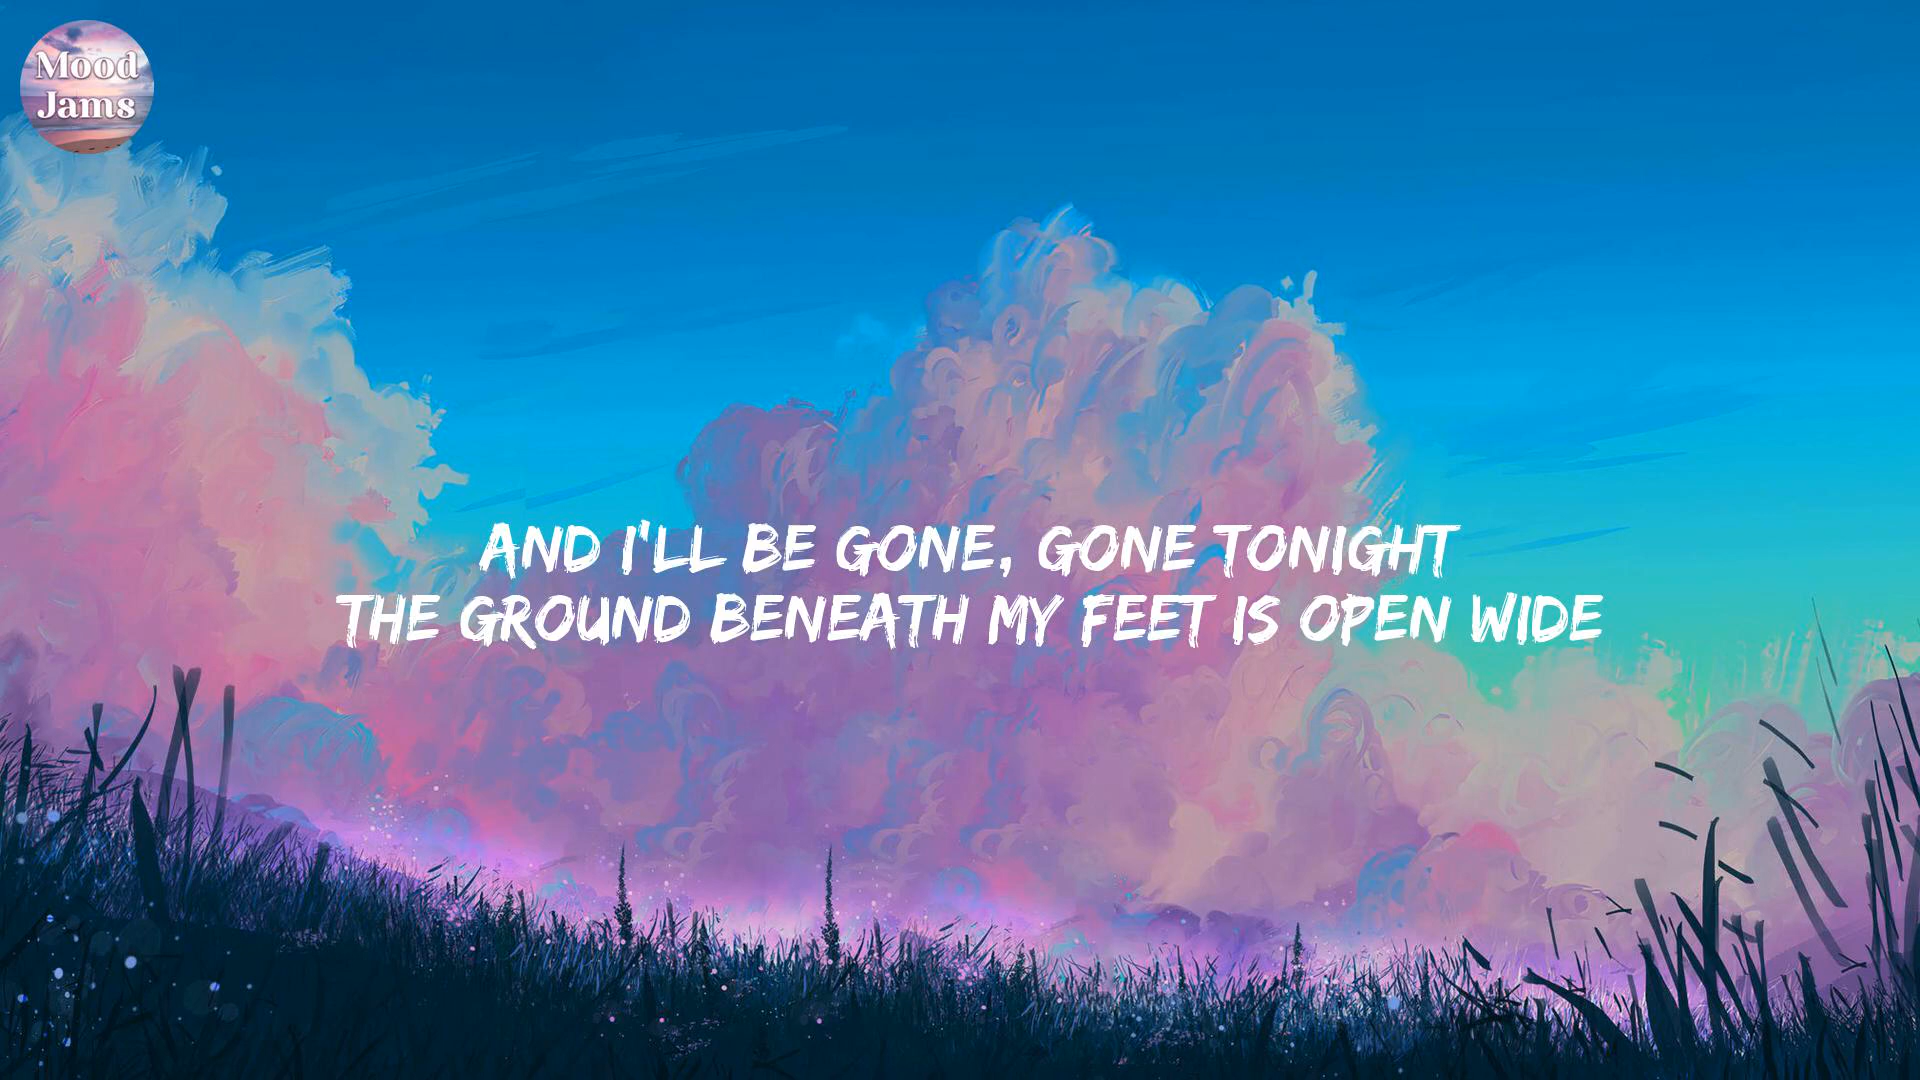 Mood
Jams
AND I'LL BE GONE, GONE TONIGHT
THE GROUND BENEATH MY FEET IS OPEN WIDE